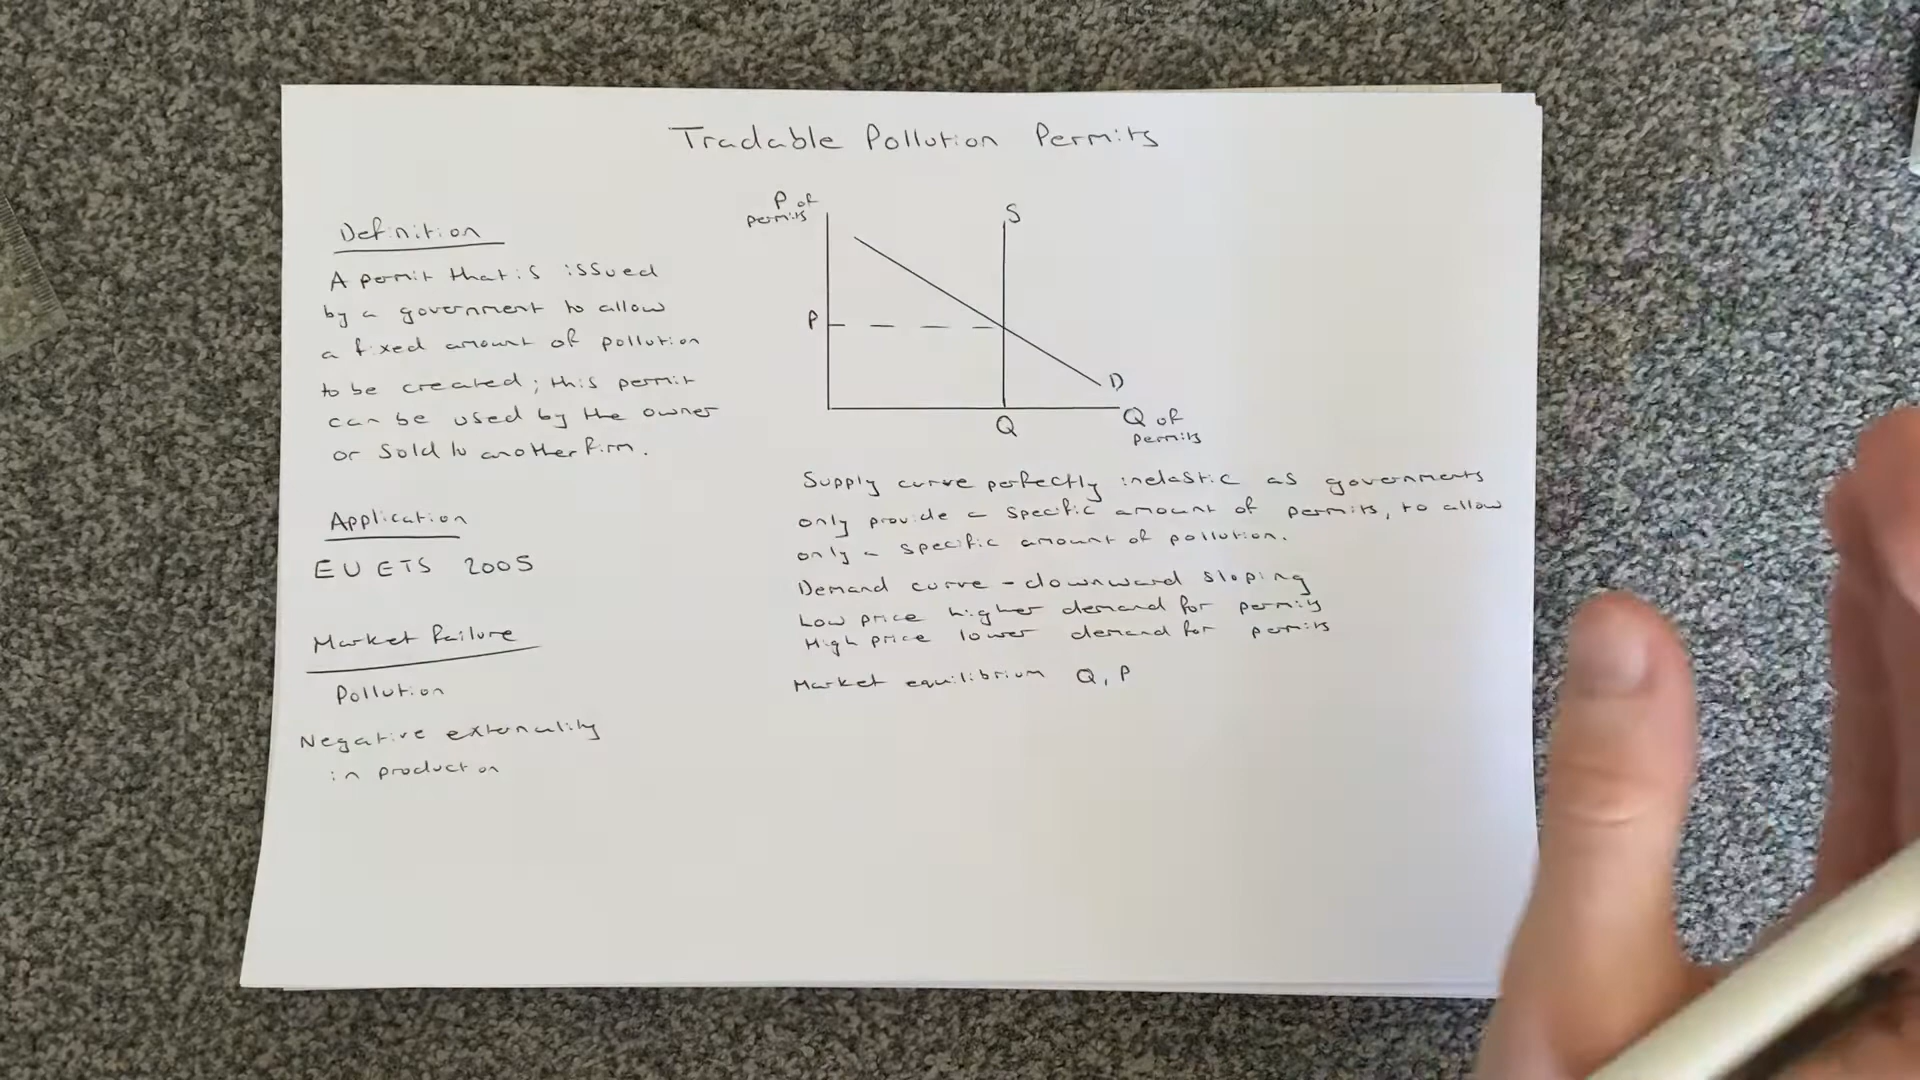 Tradable Pollution Permits
Definition
A permit that is issued
by a government to allow
a fixed amount of pollution
to be created; this permit
can be used by the owner
or sold to another firm.
Application
EU ETS 2005
Market failure
Pollution
Negative externality
in production
P of
permits
S
P
D
Q
Q of
permits
Supply curve perfectly inelastic as governments
only provide a specific amount of permits, to allow
only a specific amount of pollution.
Demand curve - downward sloping
Low price higher demand for permits
High price lower demand for permits
Market equilibrium Q, P